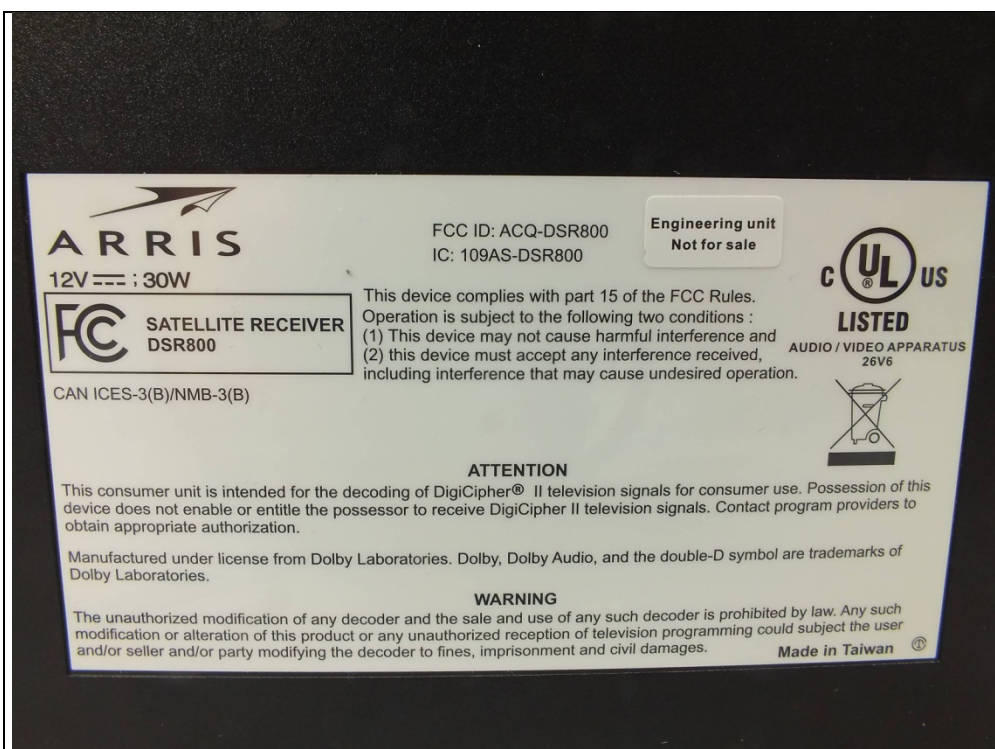 ARRIS
12V ⎓ ; 30W
FCC ID: ACQ-DSR800
IC: 109AS-DSR800
Engineering unit
Not for sale
FC
SATELLITE RECEIVER
DSR800
CAN ICES-3(B)/NMB-3(B)
This device complies with part 15 of the FCC Rules.
Operation is subject to the following two conditions :
(1) This device may not cause harmful interference and
(2) this device must accept any interference received,
including interference that may cause undesired operation.
C UL ® US
LISTED
AUDIO / VIDEO APPARATUS
26V6
ATTENTION
This consumer unit is intended for the decoding of DigiCipher® II television signals for consumer use. Possession of this
device does not enable or entitle the possessor to receive DigiCipher II television signals. Contact program providers to
obtain appropriate authorization.
Manufactured under license from Dolby Laboratories. Dolby, Dolby Audio, and the double-D symbol are trademarks of
Dolby Laboratories.
WARNING
The unauthorized modification of any decoder and the sale and use of any such decoder is prohibited by law. Any such
modification or alteration of this product or any unauthorized reception of television programming could subject the user
and/or seller and/or party modifying the decoder to fines, imprisonment and civil damages.
Made in Taiwan